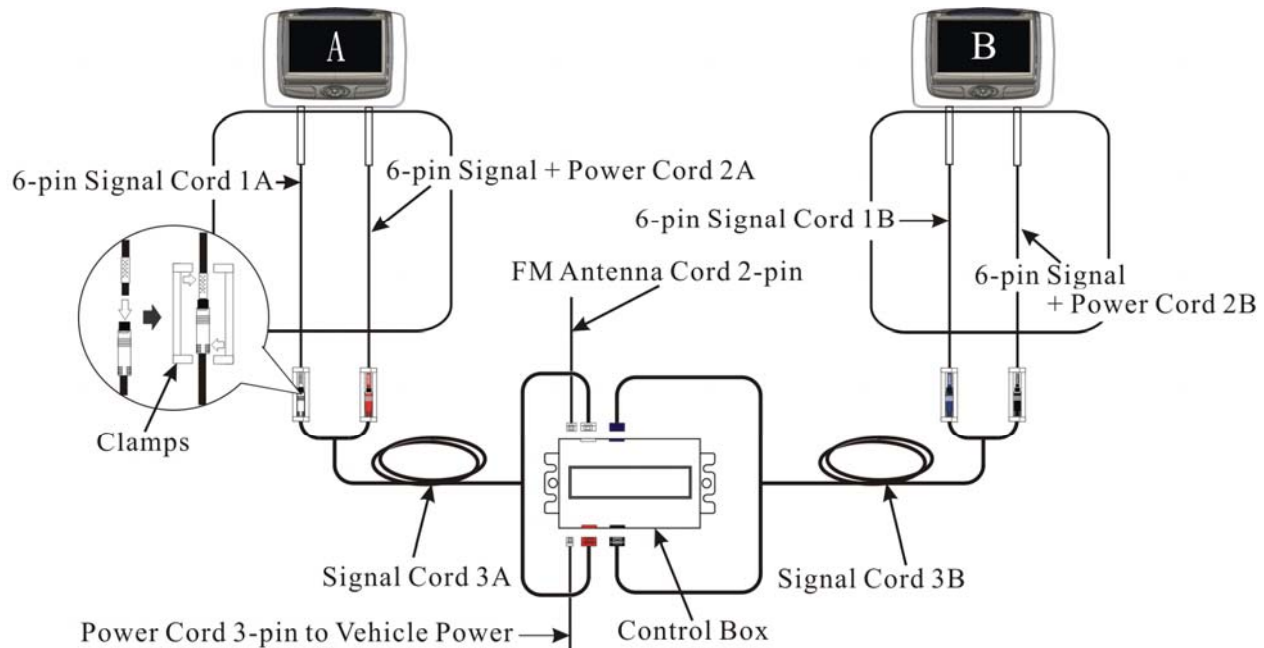 A
B
6-pin Signal Cord 1A
6-pin Signal + Power Cord 2A
6-pin Signal Cord 1B
FM Antenna Cord 2-pin
6-pin Signal
+ Power Cord 2B
Clamps
Signal Cord 3A
Signal Cord 3B
Power Cord 3-pin to Vehicle Power
Control Box